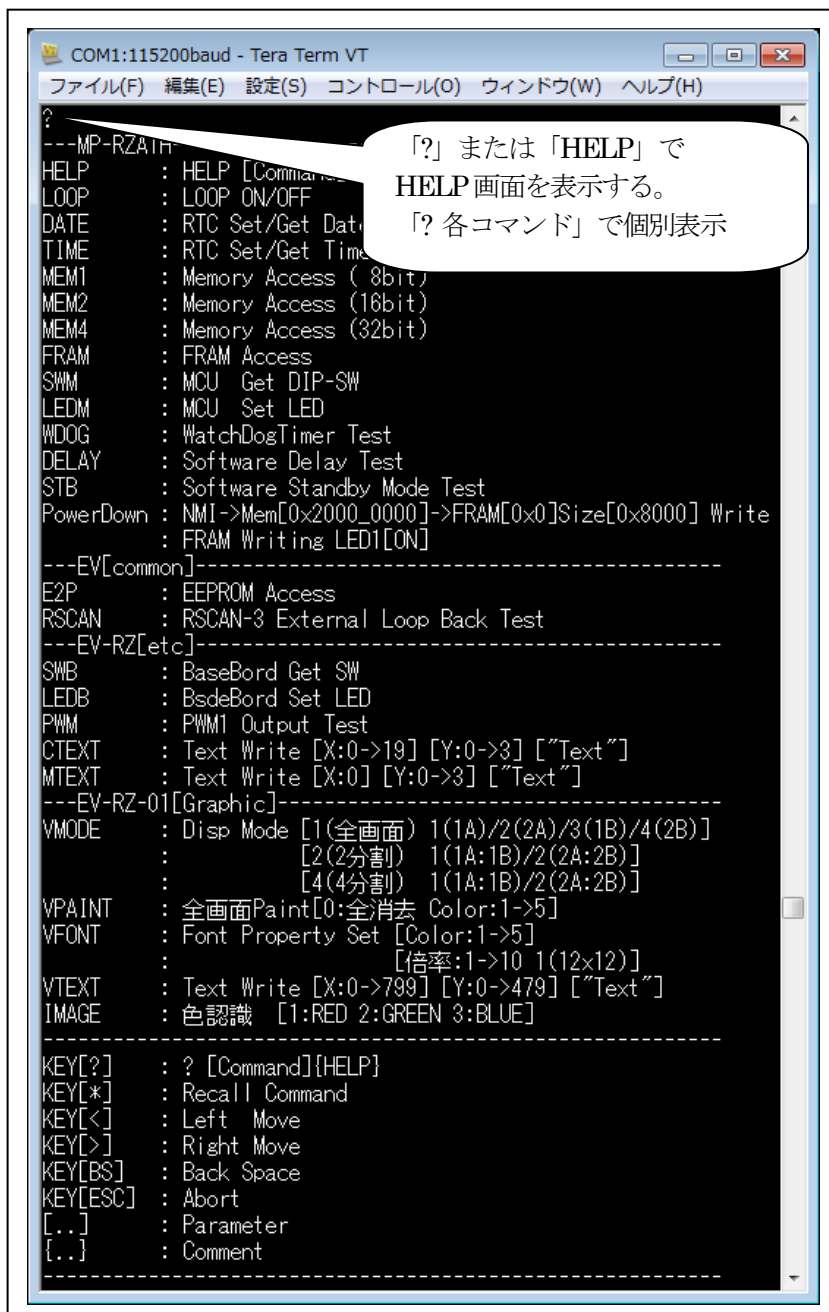 COM1:115200baud - Tera Term VT
ファイル(F) 編集(E) 設定(S) コントロール(O) ウィンドウ(W) ヘルプ(H)
?
「?」または「HELP」で
HELP画面を表示する。
「? 各コマンド」で個別表示
---MP-RZA1H-
HELP : HELP [Command
LOOP : LOOP ON/OFF
DATE : RTC Set/Get Dat
TIME : RTC Set/Get Time
MEM1 : Memory Access ( 8bit)
MEM2 : Memory Access (16bit)
MEM4 : Memory Access (32bit)
FRAM : FRAM Access
SWM : MCU Get DIP-SW
LEDM : MCU Set LED
WDOG : WatchDogTimer Test
DELAY : Software Delay Test
STB : Software Standby Mode Test
PowerDown : NMI->Mem[0x2000_0000]->FRAM[0x0]Size[0x8000] Write
: FRAM Writing LED1[ON]
---EV[common]-----------------------------------------
E2P : EEPROM Access
RSCAN : RSCAN-3 External Loop Back Test
---EV-RZ[etc]-----------------------------------------
SWB : BaseBord Get SW
LEDB : BsdeBord Set LED
PWM : PWM1 Output Test
CTEXT : Text Write [X:0->19] [Y:0->3] ["Text"]
MTEXT : Text Write [X:0] [Y:0->3] ["Text"]
---EV-RZ-01[Graphic]----------------------------------
VMODE : Disp Mode [1(全画面) 1(1A)/2(2A)/3(1B)/4(2B)]
: [2(2分割) 1(1A:1B)/2(2A:2B)]
: [4(4分割) 1(1A:1B)/2(2A:2B)]
VPAINT : 全画面Paint[0:全消去 Color:1->5]
VFONT : Font Property Set [Color:1->5]
: [倍率:1->10 1(12x12)]
VTEXT : Text Write [X:0->799] [Y:0->479] ["Text"]
IMAGE : 色認識 [1:RED 2:GREEN 3:BLUE]
------------------------------------------------------
KEY[?] : ? [Command]{HELP}
KEY[*] : Recall Command
KEY[<] : Left Move
KEY[>] : Right Move
KEY[BS] : Back Space
KEY[ESC] : Abort
[..] : Parameter
{..} : Comment
------------------------------------------------------